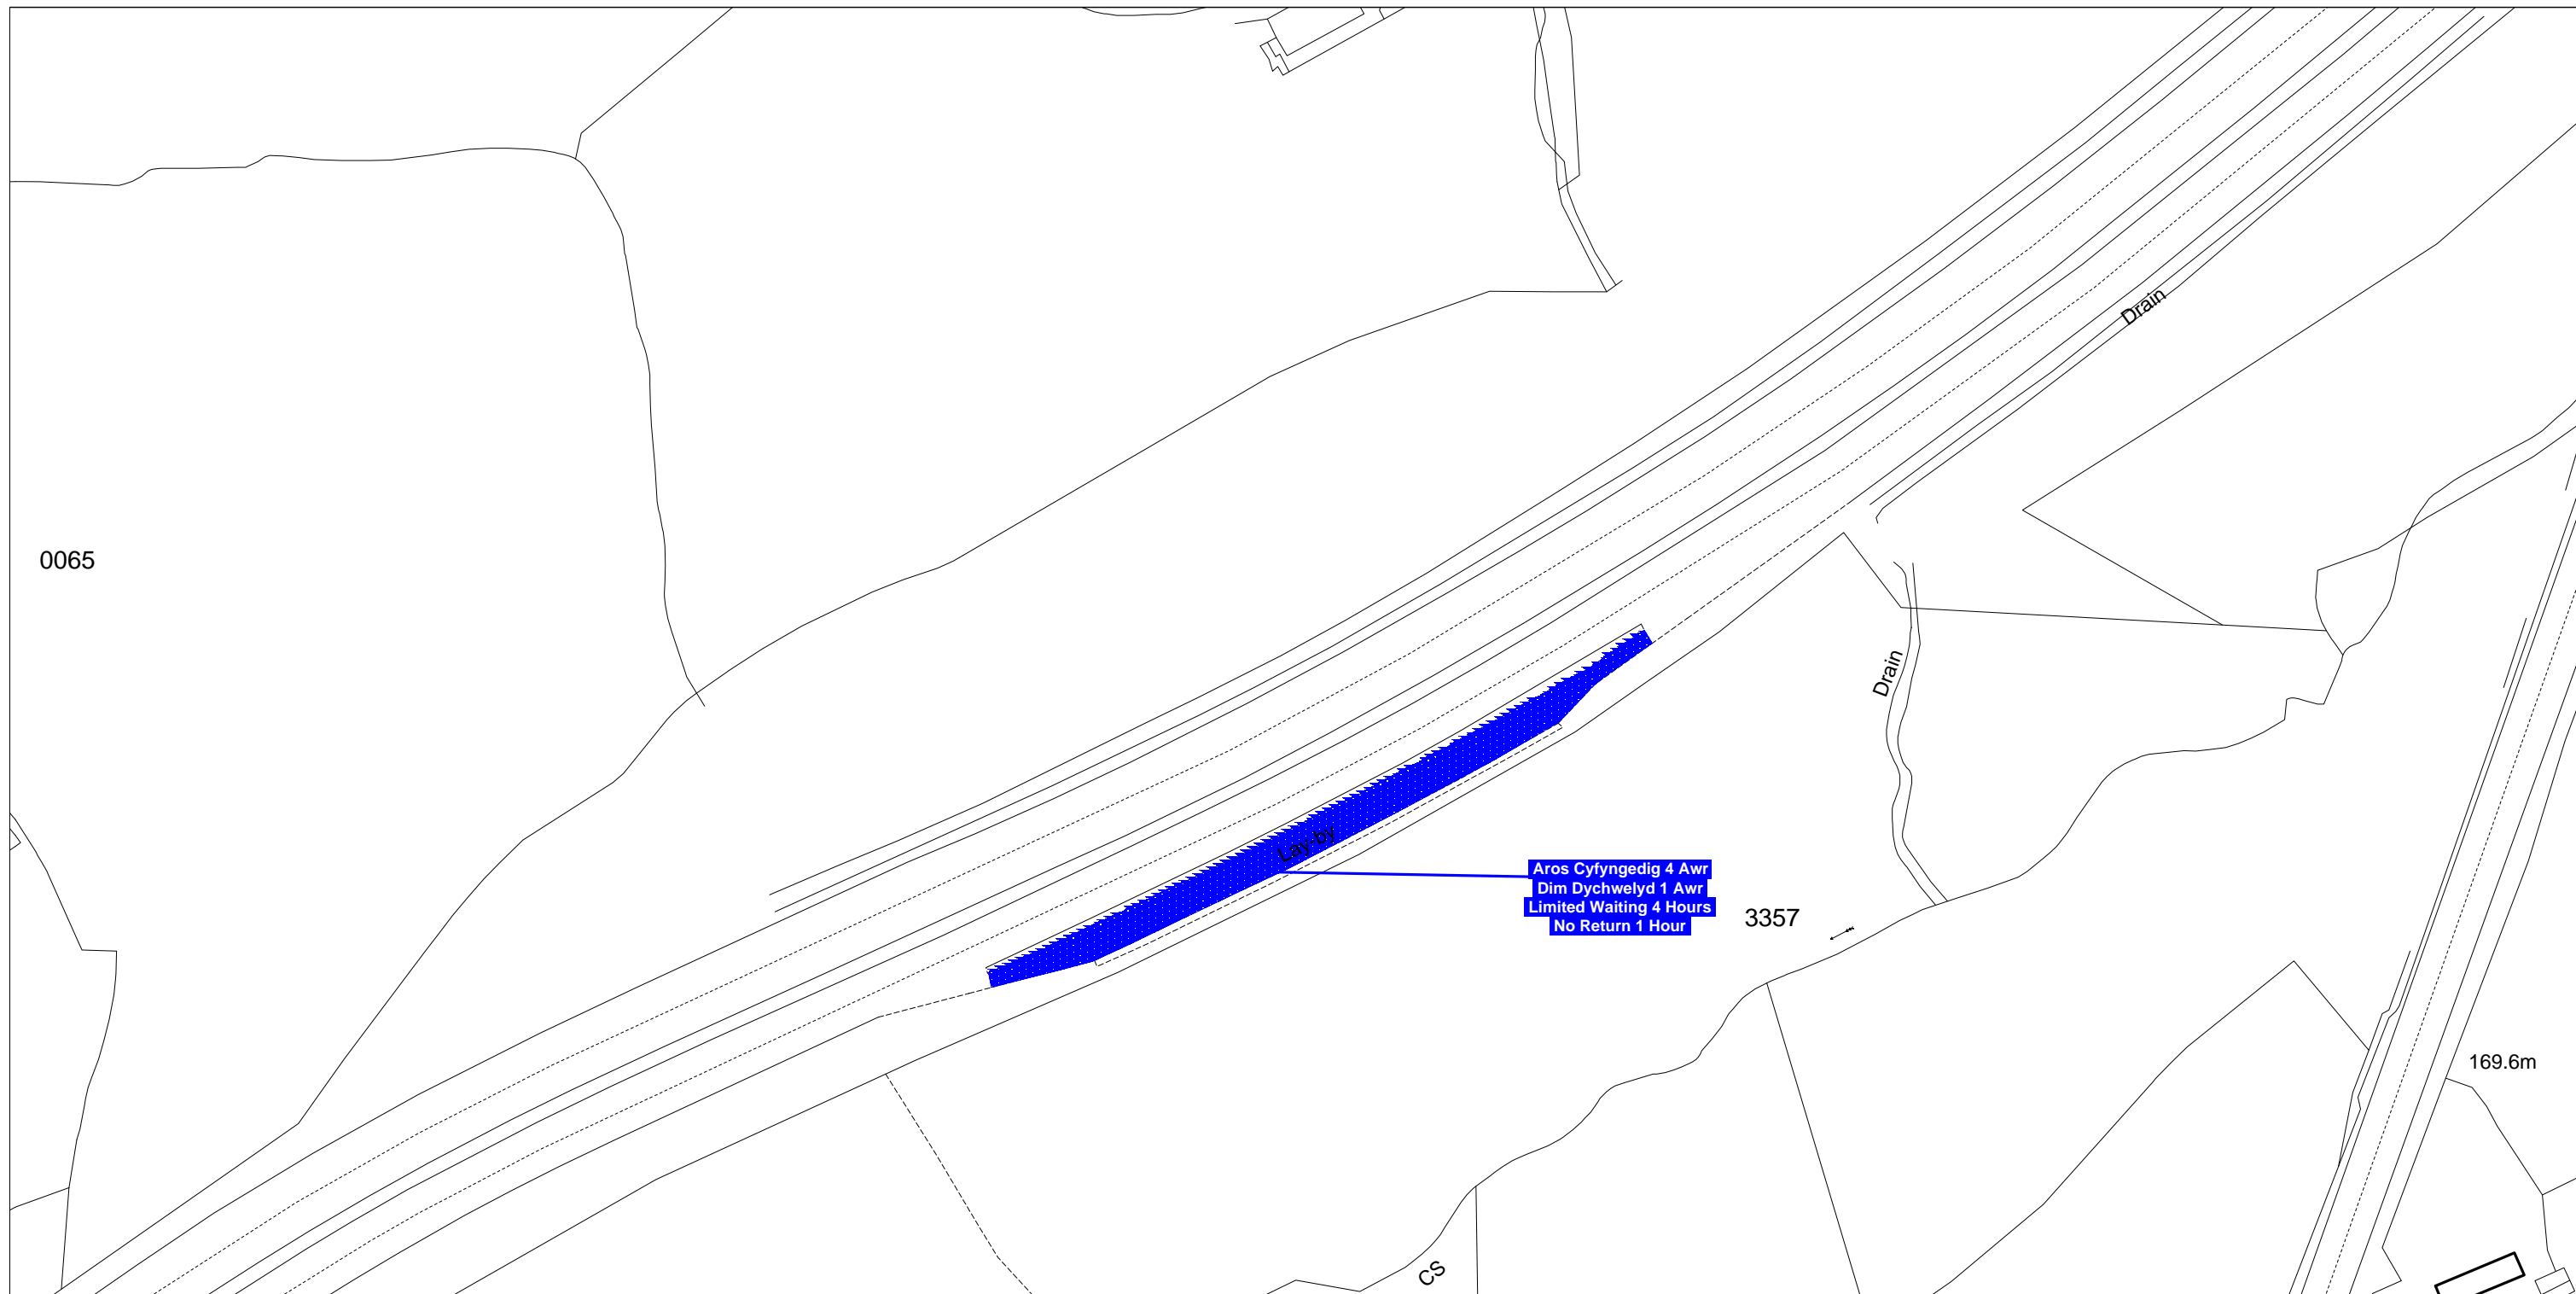 Drain
0065
Drain
Lay-by
Aros Cyfyngedig 4 Awr
Dim Dychwelyd 1 Awr
Limited Waiting 4 Hours
No Return 1 Hour
3357
169.6m
CS